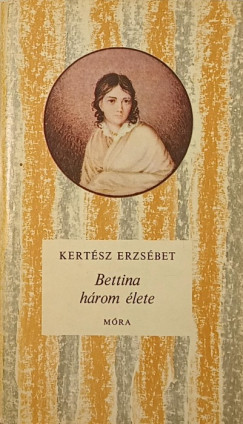 KERTÉSZ ERZSÉBET
Bettina
három élete
MÓRA